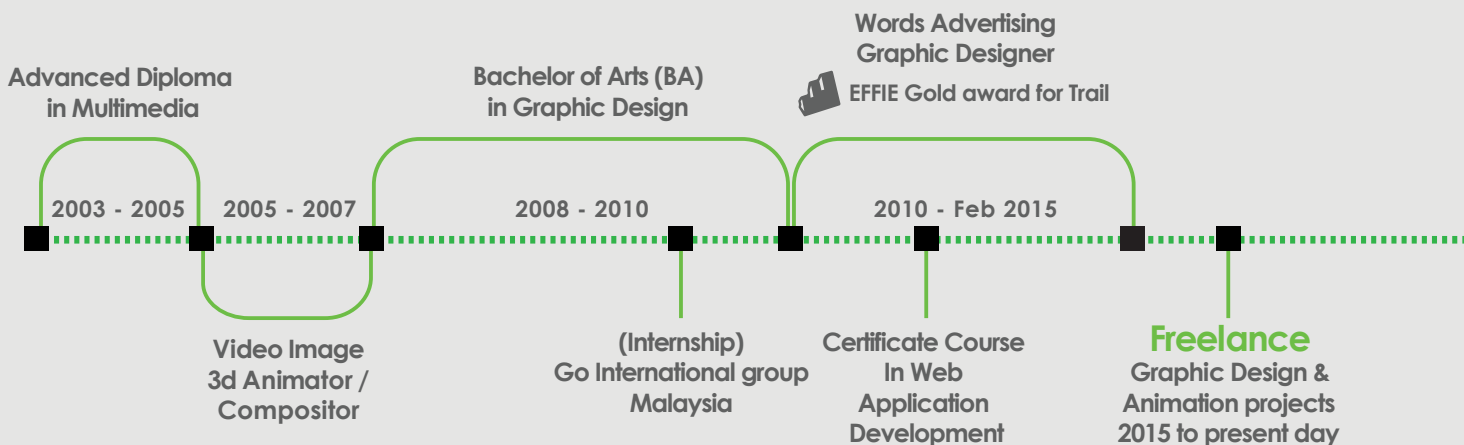 Advanced Diploma
in Multimedia
2003 - 2005
2005 - 2007
Video Image
3d Animator /
Compositor
Bachelor of Arts (BA)
in Graphic Design
2008 - 2010
(Internship)
Go International group
Malaysia
Words Advertising
Graphic Designer
EFFIE Gold award for Trail
2010 - Feb 2015
Certificate Course
In Web
Application
Development
Freelance
Graphic Design &
Animation projects
2015 to present day